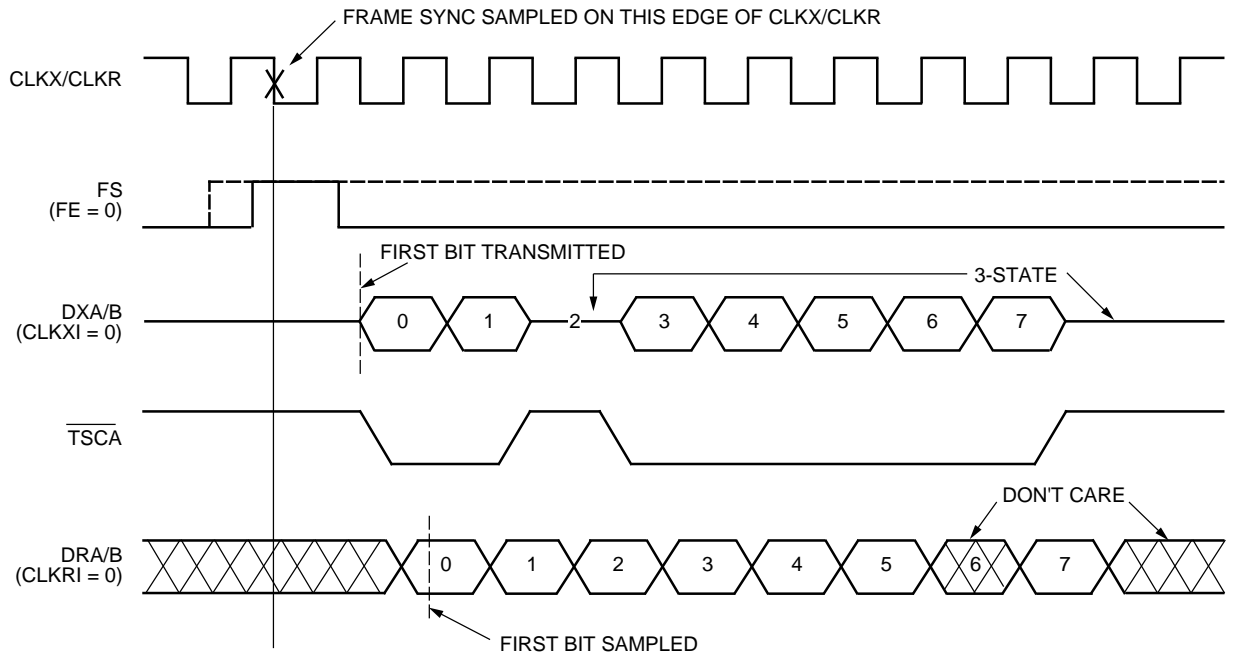 FRAME SYNC SAMPLED ON THIS EDGE OF CLKX/CLKR
CLKX/CLKR
FS
(FE = 0)
FIRST BIT TRANSMITTED
3-STATE
DXA/B
(CLKXI = 0)
0 1 2 3 4 5 6 7
TSCA
DON'T CARE
DRA/B
(CLKRI = 0)
0 1 2 3 4 5 6 7
FIRST BIT SAMPLED